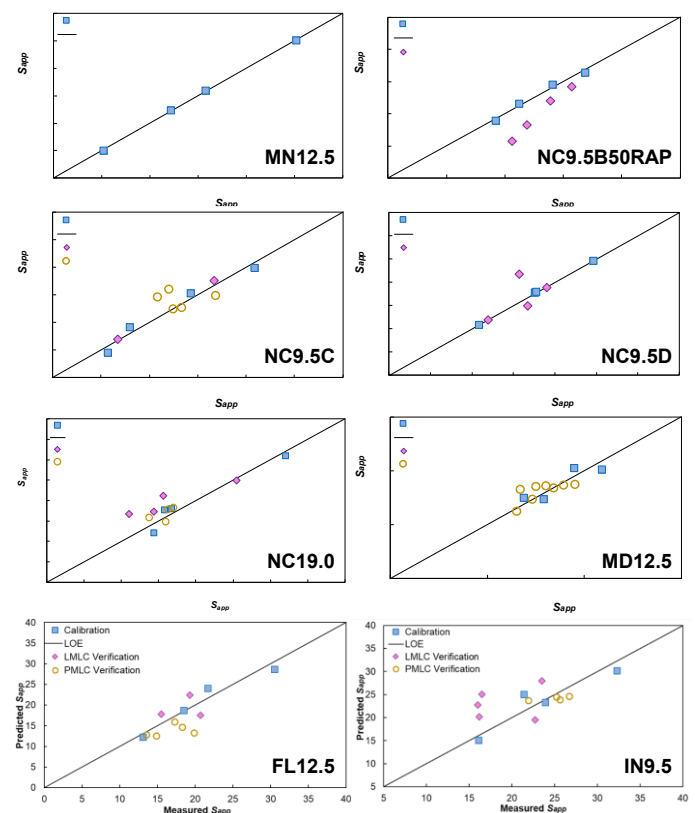 Sapp
MN12.5
Sapp
Sapp
NC9.5B50RAP
Sapp
Sapp
NC9.5C
Sapp
Sapp
NC9.5D
Sapp
Sapp
NC19.0
Sapp
Sapp
MD12.5
Sapp
40
35
30
25
20
15
10
5
0
Predicted Sapp
Calibration
LOE
LMLC Verification
PMLC Verification
FL12.5
0 5 10 15 20 25 30 35 40
Measured Sapp
40
35
30
25
20
15
10
5
Predicted Sapp
Calibration
LOE
LMLC Verification
PMLC Verification
IN9.5
5 10 15 20 25 30 35 40
Measured Sapp